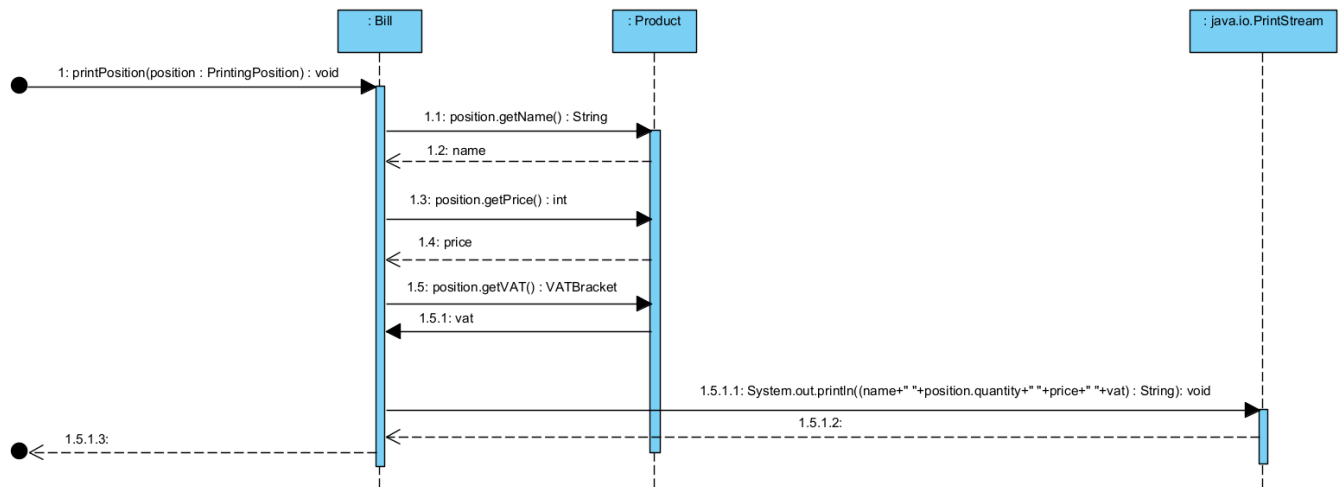 : Bill
: Product
: java.io.PrintStream
1: printPosition(position : PrintingPosition) : void
1.1: position.getName() : String
1.2: name
1.3: position.getPrice() : int
1.4: price
1.5: position.getVAT() : VATBracket
1.5.1: vat
1.5.1.1: System.out.println((name+" "+position.quantity+" "+price+" "+vat) : String): void
1.5.1.2:
1.5.1.3: